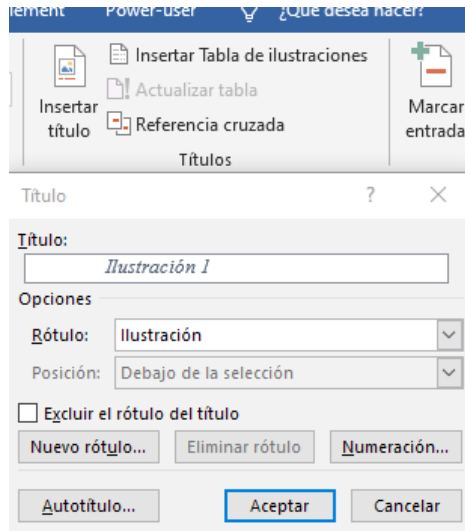 element Power-user ¿Qué desea hacer?
Insertar título
Insertar Tabla de ilustraciones
Actualizar tabla
Referencia cruzada
Títulos
Marcar entrada
Título ?
Título:
Ilustración 1
Opciones
Rótulo: Ilustración
Posición: Debajo de la selección
Excluir el rótulo del título
Nuevo rótulo... Eliminar rótulo Numeración...
Autotítulo... Aceptar Cancelar